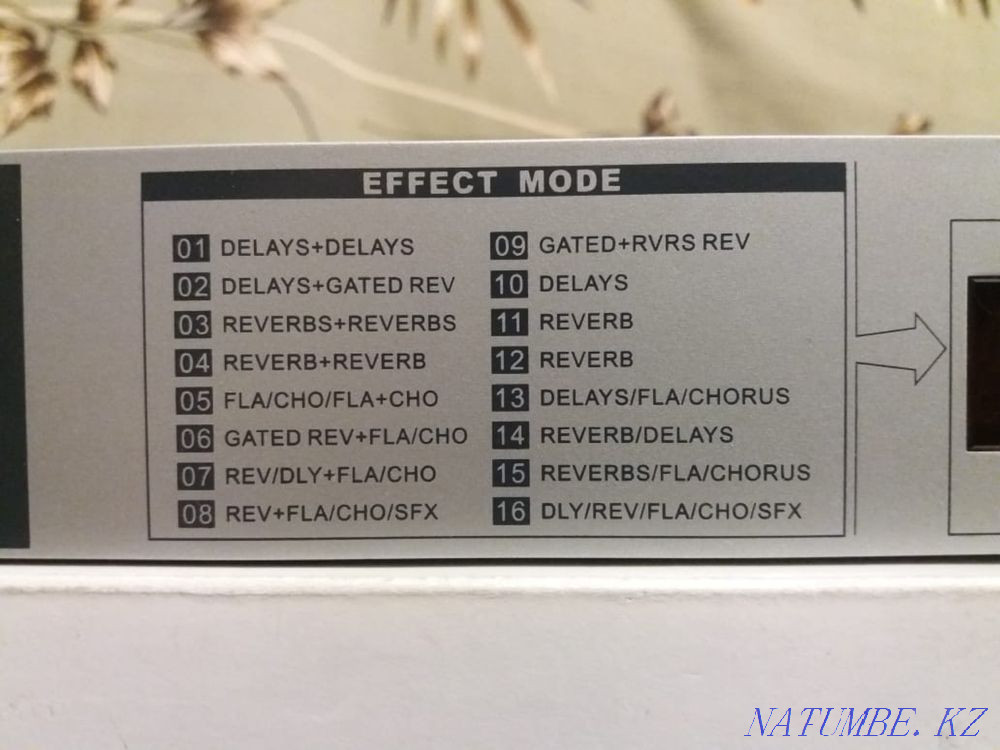 EFFECT MODE
01 DELAYS+DELAYS
02 DELAYS+GATED REV
03 REVERBS+REVERBS
04 REVERB+REVERB
05 FLA/CHO/FLA+CHO
06 GATED REV+FLA/CHO
07 REV/DLY+FLA/CHO
08 REV+FLA/CHO/SFX
09 GATED+RVRS REV
10 DELAYS
11 REVERB
12 REVERB
13 DELAYS/FLA/CHORUS
14 REVERB/DELAYS
15 REVERBS/FLA/CHORUS
16 DLY/REV/FLA/CHO/SFX
NATUMBE.KZ